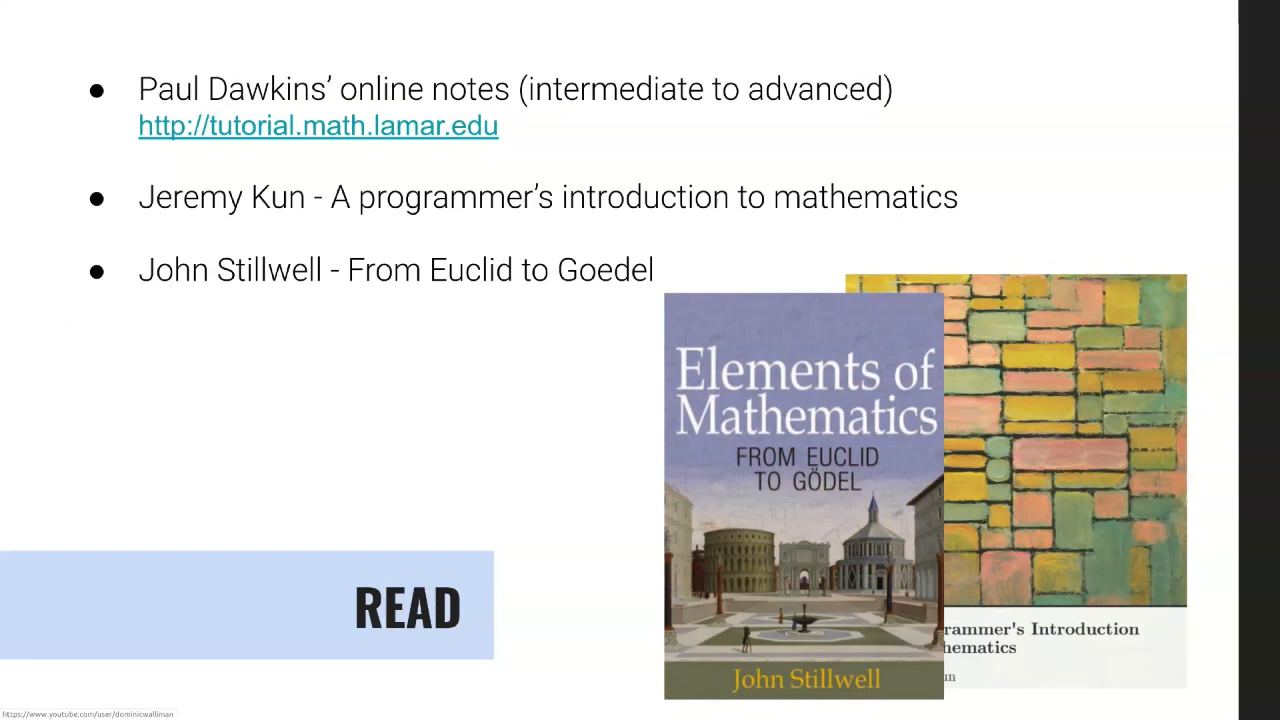 ● Paul Dawkins’ online notes (intermediate to advanced)
http://tutorial.math.lamar.edu
● Jeremy Kun - A programmer’s introduction to mathematics
● John Stillwell - From Euclid to Goedel
Elements of
Mathematics
FROM EUCLID
TO GÖDEL
John Stillwell
rammer's Introduction
hematics
un
READ
https://www.youtube.com/user/dominicwalliman